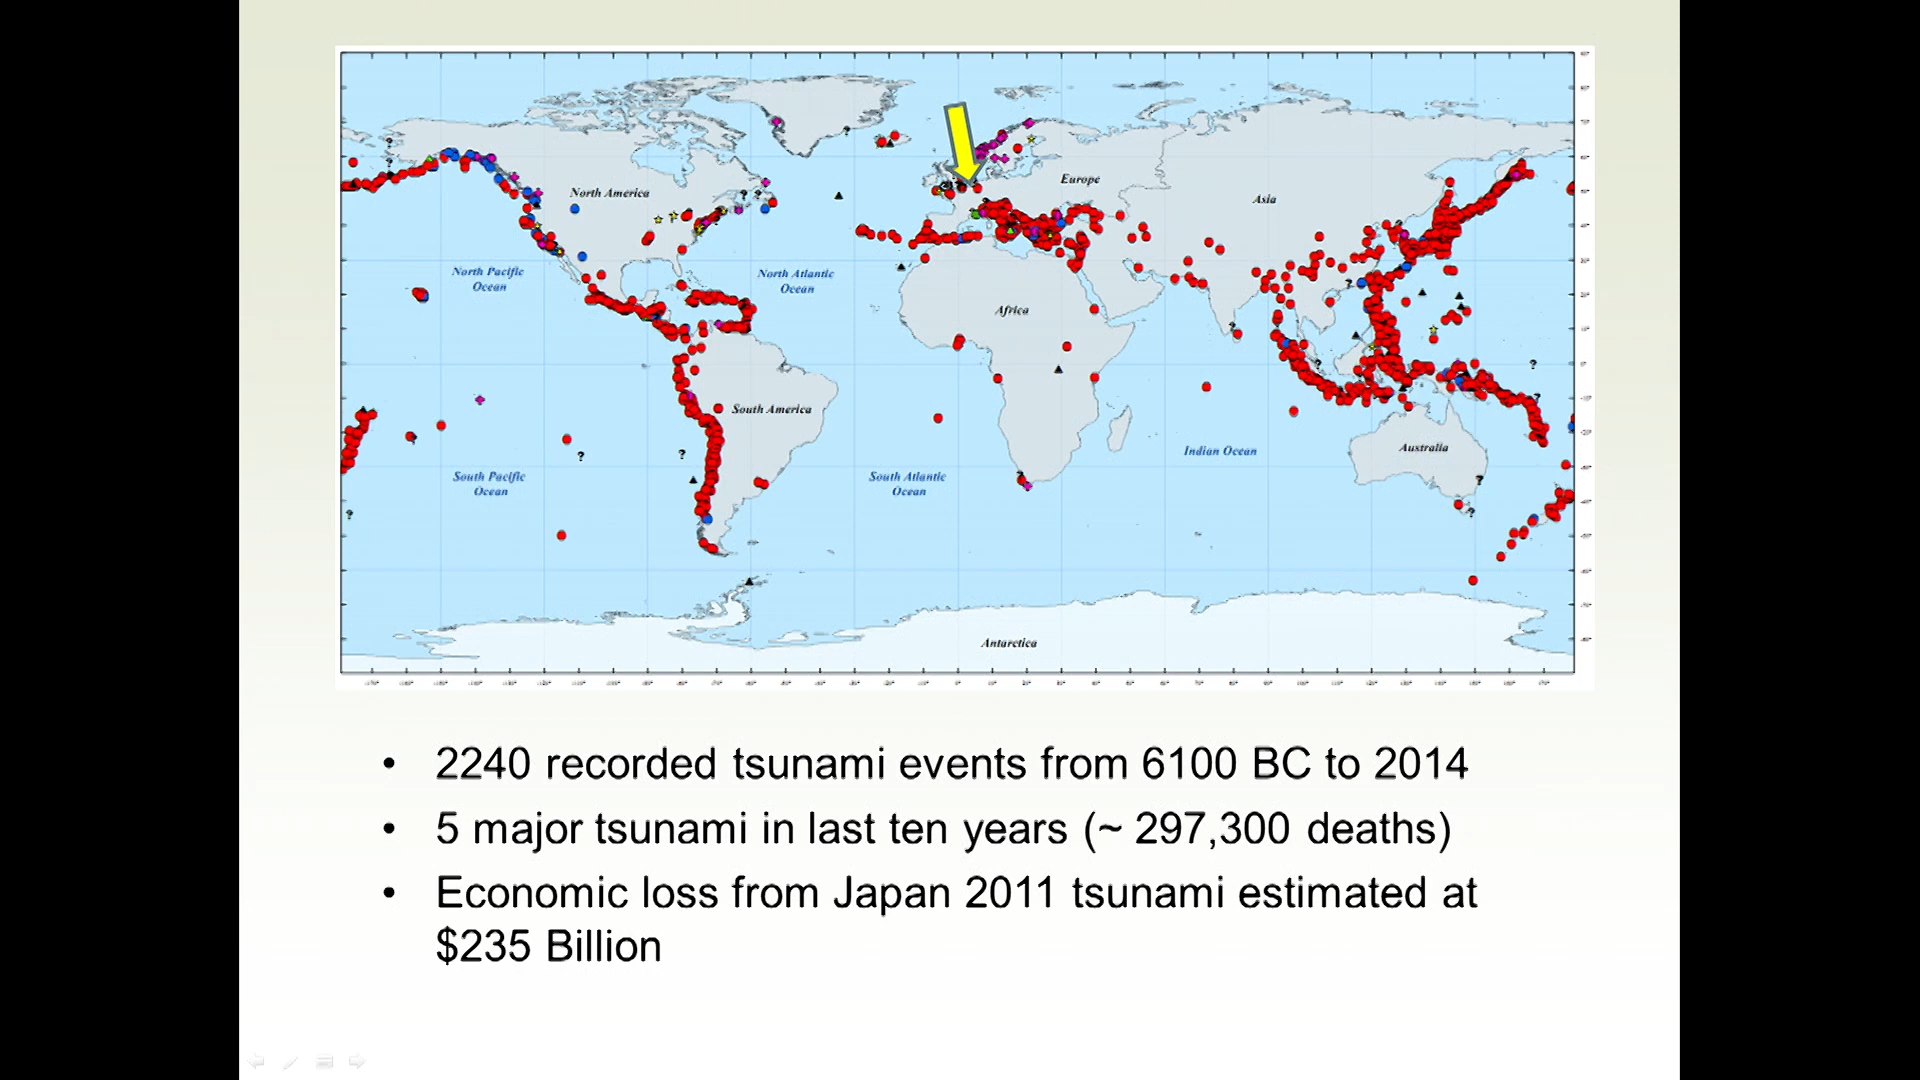 North America
Europe
Asia
North Pacific
Ocean
North Atlantic
Ocean
Africa
South America
South Pacific
Ocean
South Atlantic
Ocean
Indian Ocean
Australia
Antarctica
• 2240 recorded tsunami events from 6100 BC to 2014
• 5 major tsunami in last ten years (~ 297,300 deaths)
• Economic loss from Japan 2011 tsunami estimated at
$235 Billion